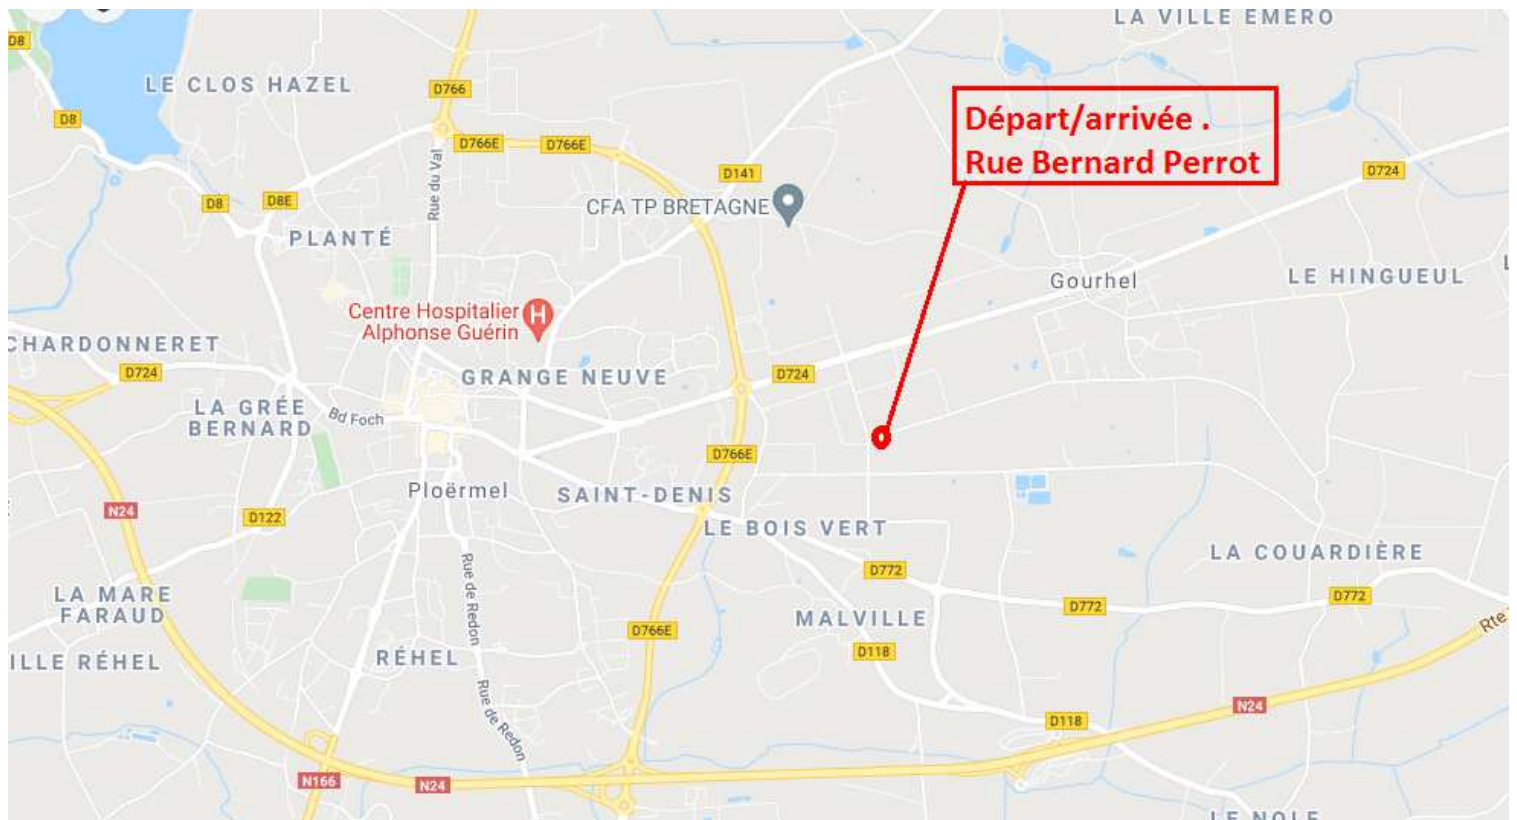 LA VILLE EMERO
D8
LE CLOS HAZEL
D766
Départ/arrivée .
Rue Bernard Perrot
D8
D766E
D766E
D141
D724
Rue du Val
D8
D8E
CFA TP BRETAGNE
PLANTÉ
Gourhel
LE HINGUEUL
Centre Hospitalier
Alphonse Guérin
H
CHARDONNERET
D724
GRANGE NEUVE
D724
LA GRÉE
BERNARD
Bd Foch
D766E
Ploërmel
SAINT-DENIS
N24
D122
LE BOIS VERT
LA COUARDIÈRE
D772
Rue de Redon
LA MARE
FARAUD
D772
D772
MALVILLE
Rte
D766E
ILLE RÉHEL
RÉHEL
D118
Rue de Redon
N24
D118
N166
N24
LE NOLF